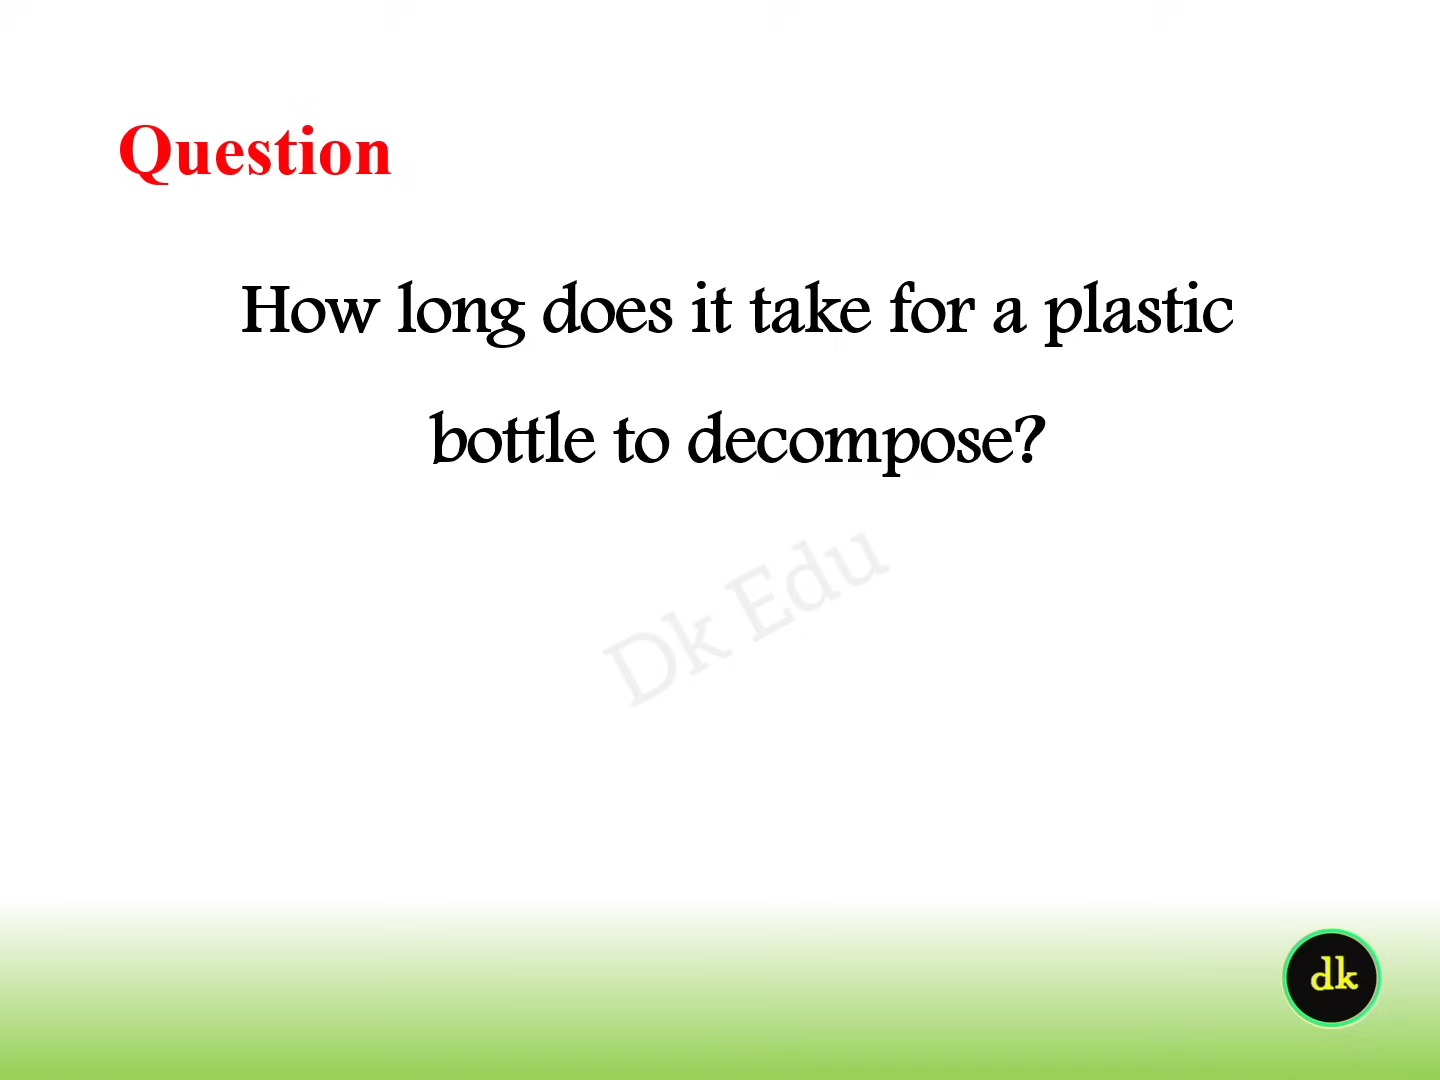 Question
How long does it take for a plastic
bottle to decompose?
Dk Edu
dk